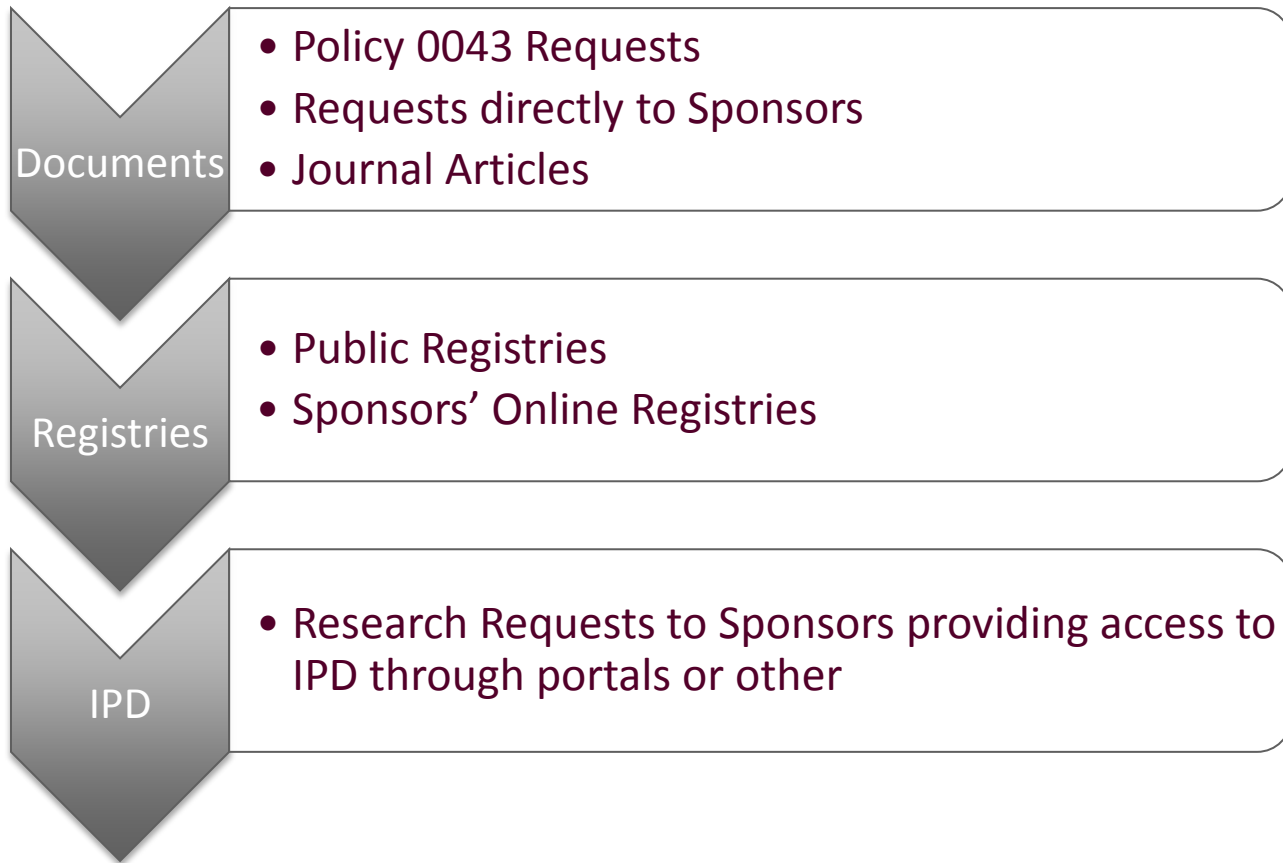 Documents
• Policy 0043 Requests
• Requests directly to Sponsors
• Journal Articles
Registries
• Public Registries
• Sponsors’ Online Registries
IPD
• Research Requests to Sponsors providing access to
IPD through portals or other